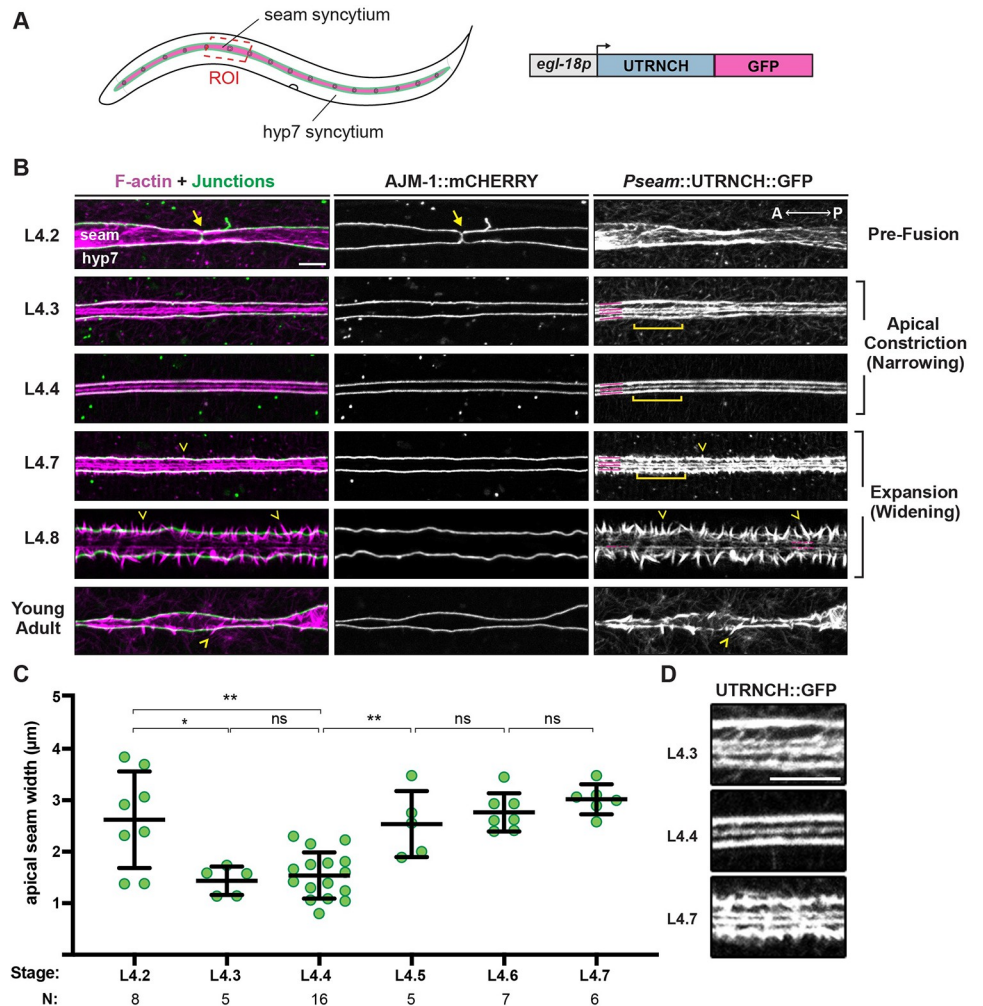 A
seam syncytium
ROI
hyp7 syncytium
egl-18p UTRNCH GFP
B
F-actin + Junctions AJM-1::mCHERRY Pseam::UTRNCH::GFP
L4.2 seam hyp7 A P Pre-Fusion
L4.3
Apical
Constriction
(Narrowing)
L4.4
L4.7
Expansion
(Widening)
L4.8
Young
Adult
C
apical seam width (µm)
5
4
3
2
1
**
* ns ** ns ns
Stage: L4.2 L4.3 L4.4 L4.5 L4.6 L4.7
N: 8 5 16 5 7 6
D
UTRNCH::GFP
L4.3
L4.4
L4.7